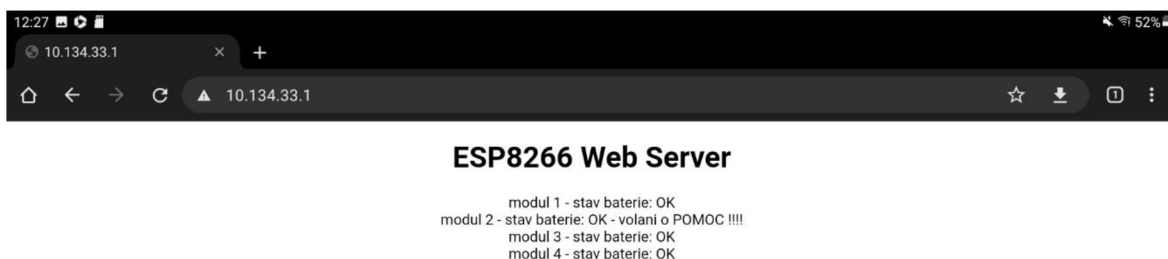 12:27
52%
10.134.33.1
10.134.33.1
1
ESP8266 Web Server
modul 1 - stav baterie: OK
modul 2 - stav baterie: OK - volani o POMOC !!!!
modul 3 - stav baterie: OK
modul 4 - stav baterie: OK